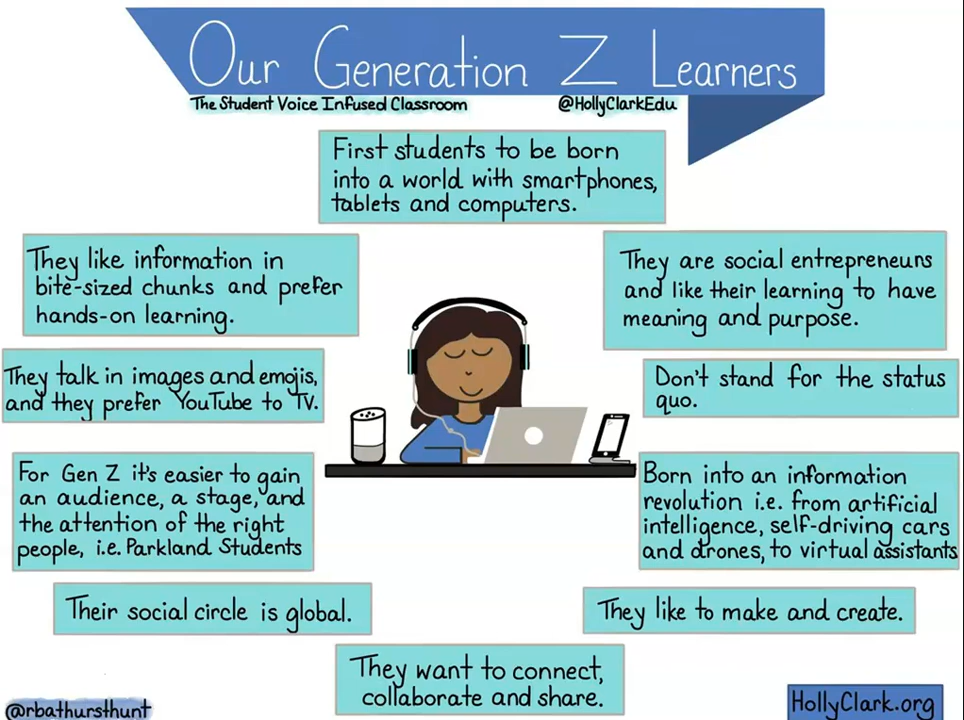 Our Generation Z Learners
The Student Voice Infused Classroom
@HollyClarkEdu
First students to be born
into a world with smartphones,
tablets and computers.
They like information in
bite-sized chunks and prefer
hands-on learning.
They are social entrepreneurs
and like their learning to have
meaning and purpose.
They talk in images and emojis,
and they prefer YouTube to TV.
Don't stand for the status
quo.
For Gen Z it's easier to gain
an audience, a stage, and
the attention of the right
people, i.e. Parkland Students
Born into an information
revolution i.e. from artificial
intelligence, self-driving cars
and drones, to virtual assistants
Their social circle is global.
They like to make and create.
They want to connect,
collaborate and share.
@rbathursthunt
HollyClark.org